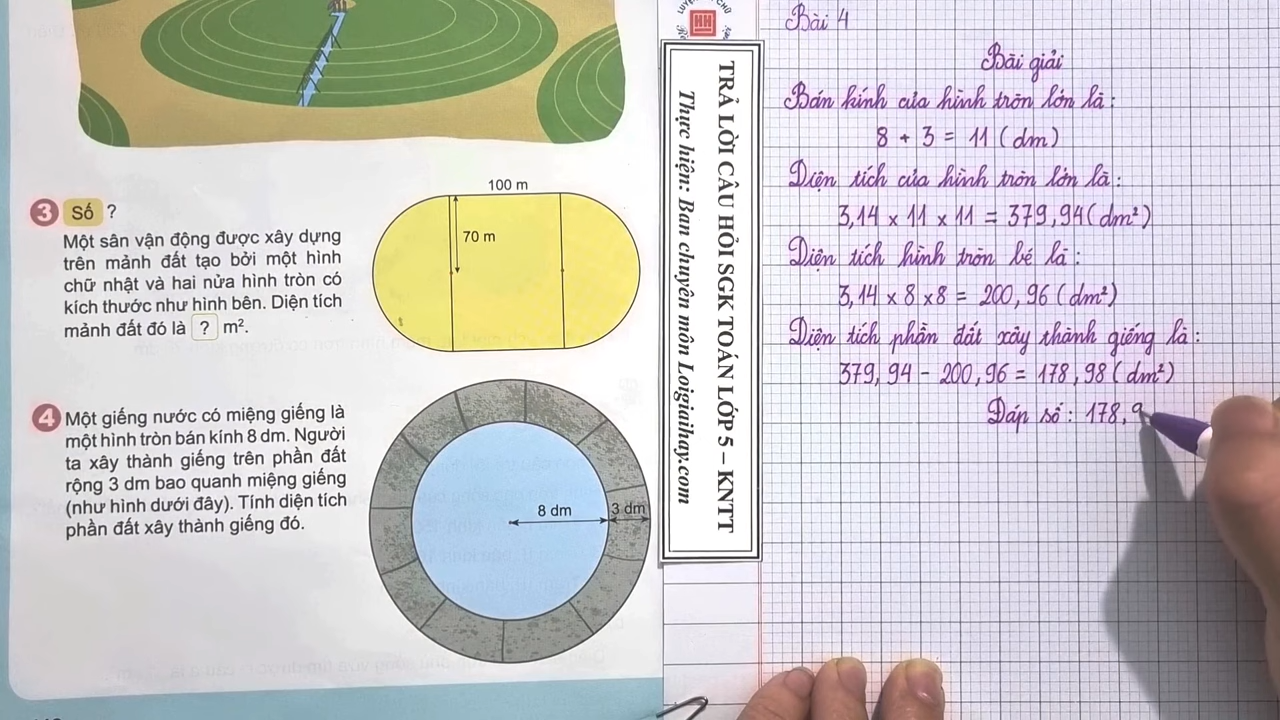 100 m
70 m
3 Số ?
Một sân vận động được xây dựng
trên mảnh đất tạo bởi một hình
chữ nhật và hai nửa hình tròn có
kích thước như hình bên. Diện tích
mảnh đất đó là ? m².
4 Một giếng nước có miệng giếng là
một hình tròn bán kính 8 dm. Người
ta xây thành giếng trên phần đất
rộng 3 dm bao quanh miệng giếng
(như hình dưới đây). Tính diện tích
phần đất xây thành giếng đó.
8 dm
3 dm
HH
TRẢ LỜI CÂU HỎI SGK TOÁN LỚP 5 – KNTT
Thực hiện: Ban chuyên môn Loigiaihay.com
Bài 4
Bài giải
Bán kính của hình tròn lớn là:
8 + 3 = 11 (dm)
Diện tích của hình tròn lớn là:
3,14 x 11 x 11 = 379,94 (dm²)
Diện tích hình tròn bé là:
3,14 x 8 x 8 = 200,96 (dm²)
Diện tích phần đất xây thành giếng là:
379,94 - 200,96 = 178,98 (dm²)
Đáp số: 178,9